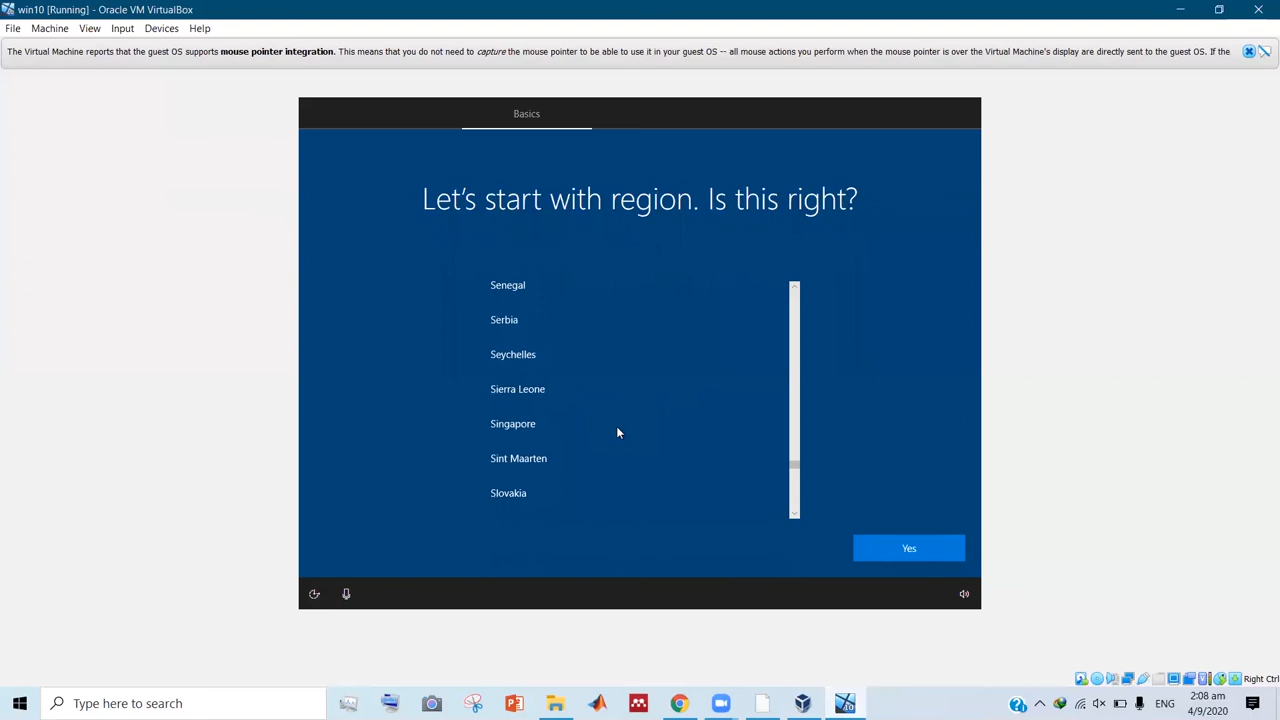 win10 [Running] - Oracle VM VirtualBox
File Machine View Input Devices Help
The Virtual Machine reports that the guest OS supports mouse pointer integration. This means that you do not need to capture the mouse pointer to be able to use it in your guest OS -- all mouse actions you perform when the mouse pointer is over the Virtual Machine's display are directly sent to the guest OS. If the
Basics
Let's start with region. Is this right?
Senegal
Serbia
Seychelles
Sierra Leone
Singapore
Sint Maarten
Slovakia
Yes
Right Ctrl
Type here to search
ENG
2:08 am
4/9/2020